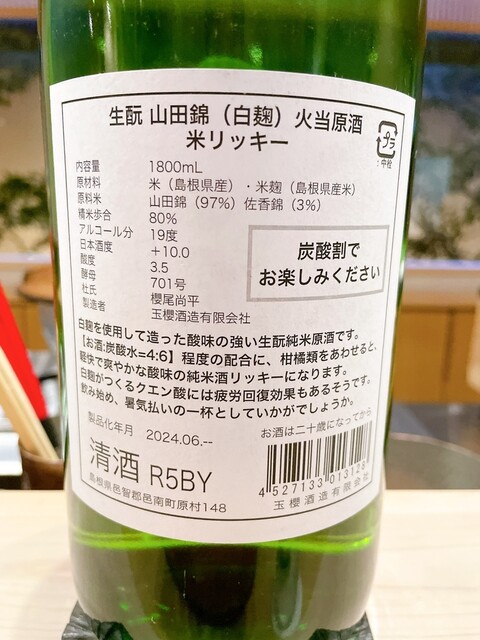 生酛 山田錦（白麹）火当原酒
米リッキー
プラ
：中栓
内容量 1800mL
原材料 米（島根県産）・米麹（島根県産米）
原料米 山田錦（97%）佐香錦（3%）
精米歩合 80%
アルコール分 19度
日本酒度 ＋10.0
酸度 3.5
酵母 701号
杜氏 櫻尾尚平
製造者 玉櫻酒造有限会社
炭酸割で
お楽しみください
白麹を使用して造った酸味の強い生酛純米原酒です。
【お酒:炭酸水=4:6】程度の配合に、柑橘類をあわせると、
軽快で爽やかな酸味の純米酒リッキーになります。
白麹がつくるクエン酸には疲労回復効果もあるそうです。
飲み始め、暑気払いの一杯としていかがでしょうか。
製品化年月 2024.06.--
お酒は二十歳になってから
清酒 R5BY
4 527133 013128
島根県邑智郡邑南町原村148
玉櫻酒造有限会社